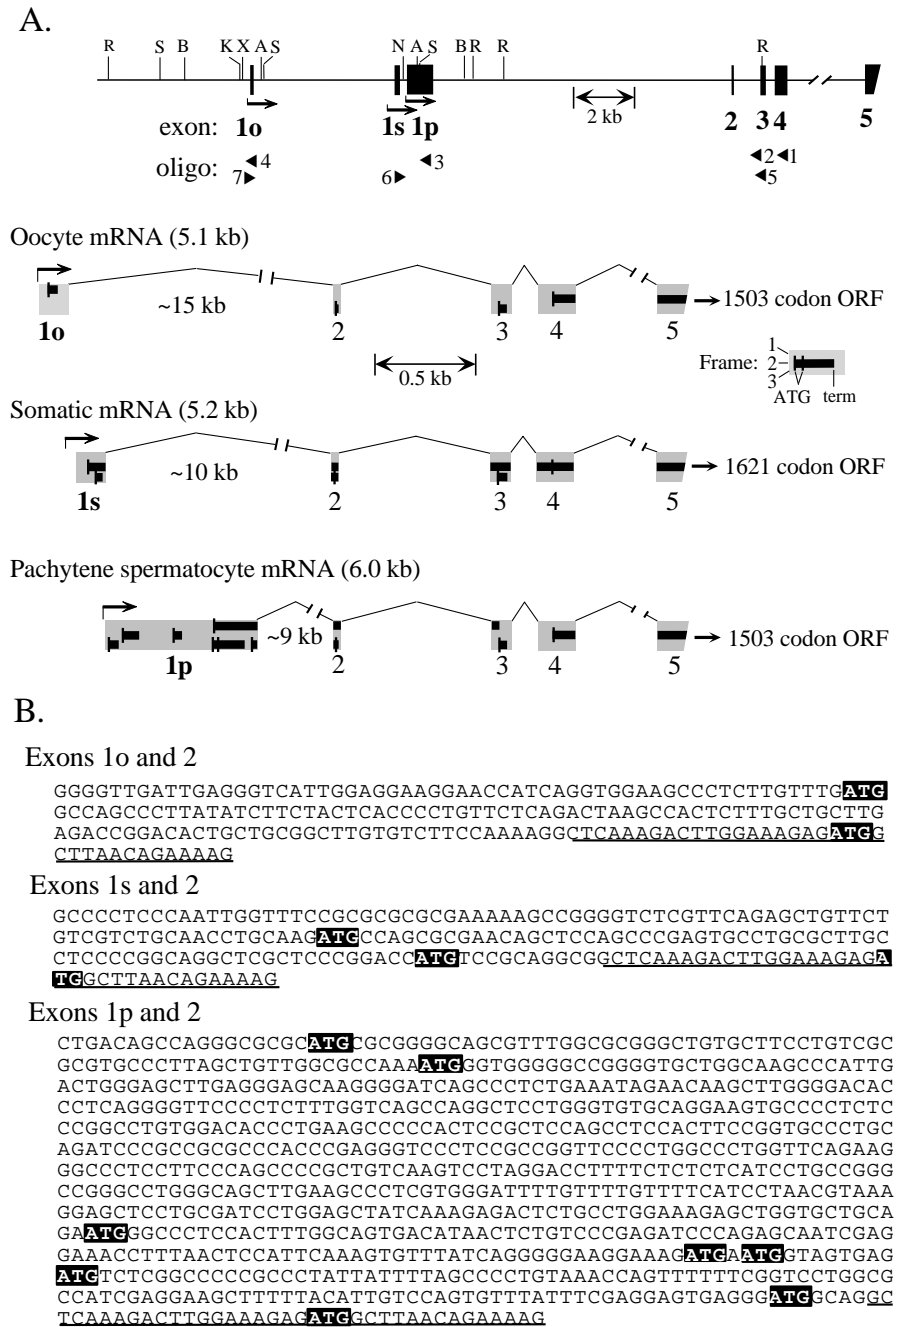 A.
R S B K X A S N A S B R R R
2 kb
exon: 1o 1s 1p 2 3 4 5
oligo: 4 3 2 1
7 6 5
Oocyte mRNA (5.1 kb)
~15 kb
1503 codon ORF
1o 2 3 4 5
0.5 kb
Frame: 1 2 3
ATG term
Somatic mRNA (5.2 kb)
~10 kb
1621 codon ORF
1s 2 3 4 5
Pachytene spermatocyte mRNA (6.0 kb)
~9 kb
1503 codon ORF
1p 2 3 4 5
B.
Exons 1o and 2
GGGGTTGATTGAGGGTCATTGGAGGAAGGAACCATCAGGTGGAAGCCCTCTTGTTTGATG
GCCAGCCCTTATATCTTCTACTCACCCCTGTTCTCAGACTAAGCCACTCTTTGCTGCTTG
AGACCGGACACTGCTGCGGCTTGTGTCTTCCAAAAGGCTCAAAGACTTGGAAAGAGATGG
CTTAACAGAAAAG
Exons 1s and 2
GCCCCTCCCAATTGGTTTCCGCGCGCGCGAAAAAGCCGGGGTCTCGTTCAGAGCTGTTCT
GTCGTCTGCAACCTGCAAGATGCCAGCGCGAACAGCTCCAGCCCGAGTGCCTGCGCTTGC
CTCCCCGGCAGGCTCGCTCCCGGACCATGTCCGCAGGCGGGCTCAAAGACTTGGAAAGAGA
TGGCTTAACAGAAAAG
Exons 1p and 2
CTGACAGCCAGGGCGCGCATGCGCGGGGCAGCGTTTGGCGCGGGCTGTGCTTCCTGTCGC
GCGTGCCCTTAGCTGTTGGCGCCAAAATGGGTGGGGGCCGGGGTGCTGGCAAGCCCATTG
ACTGGGAGCTTGAGGGAGCAAGGGGATCAGCCCTCTGAAATAGAACAAGCTTGGGGACAC
CCTCAGGGGTTCCCCTCTTTGGTCAGCCAGGCTCCTGGGTGTGCAGGAAGTGCCCCTCTC
CCGGCCTGTGGACACCCTGAAGCCCCCACTCCGCTCCAGCCTCCACTTCCGGTGCCCTGC
AGATCCCGCCGCGCCCACCCGAGGGTCCCTCCGCCGGTTCCCCTGGCCCTGGTTCAGAAG
GGCCCTCCTTCCCAGCCCCGCTGTCAAGTCCTAGGACCTTTTCTCTCTCATCCTGCCGGG
CCGGGCCTGGGCAGCTTGAAGCCCTCGTGGGATTTTGTTTTGTTTTCATCCTAACGTAAA
GGAGCTCCTGCGATCCTGGAGCTATCAAAGAGACTCTGCCTGGAAAGAGCTGGTGCTGCA
GAATGGGCCCTCCACTTTGGCAGTGACATAACTCTGTCCCGAGATCCCAGAGCAATCGAG
GAAACCTTTAACTCCATTCAAAGTGTTTATCAGGGGGAAGGAAAGATGAATGGTAGTGAG
ATGTCTCGGCCCCCGCCCTATTATTTTAGCCCCTGTAAACCAGTTTTTTCGGTCCTGGCG
CCATCGAGGAAGCTTTTTACATTGTCCAGTGTTTATTTCGAGGAGTGAGGGATGGCAGGC
TCAAAGACTTGGAAAGAGATGGCTTAACAGAAAAG